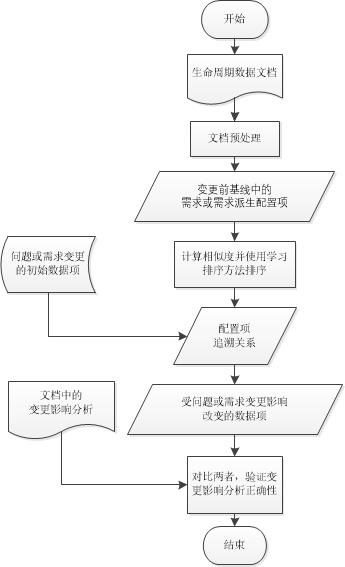 开始
生命周期数据文档
文档预处理
变更前基线中的
需求或需求派生配置项
计算相似度并使用学习
排序方法排序
问题或需求变更
的初始数据项
配置项
追溯关系
受问题或需求变更影响
改变的数据项
文档中的
变更影响分析
对比两者，验证变
更影响分析正确性
结束